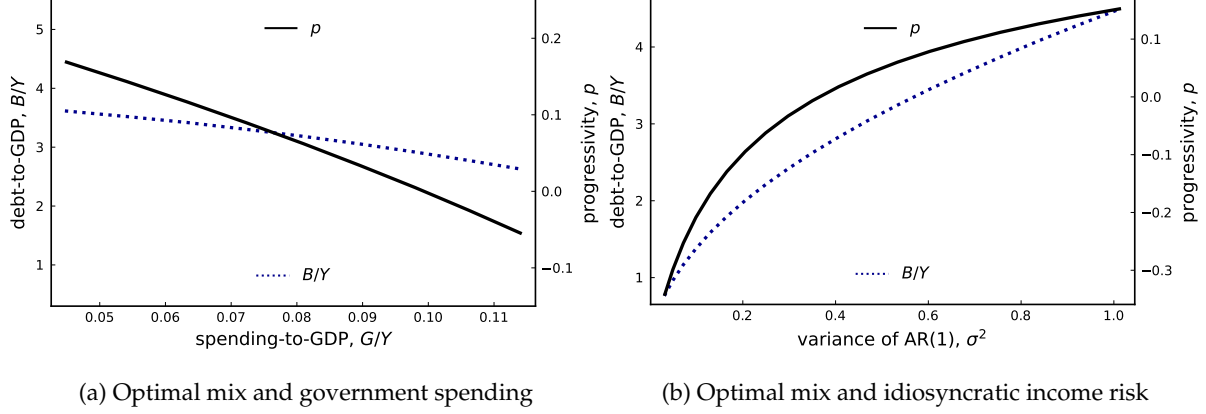 5
4
3
2
1
debt-to-GDP, B/Y
p
B/Y
0.2
0.1
0.0
−0.1
progressivity, p
0.05 0.06 0.07 0.08 0.09 0.10 0.11
spending-to-GDP, G/Y
(a) Optimal mix and government spending
4
3
2
1
debt-to-GDP, B/Y
p
B/Y
0.1
0.0
−0.1
−0.2
−0.3
progressivity, p
0.2 0.4 0.6 0.8 1.0
variance of AR(1), σ²
(b) Optimal mix and idiosyncratic income risk